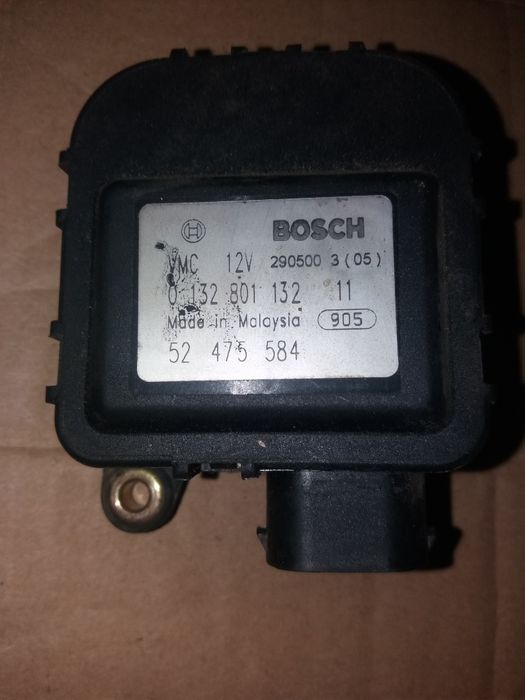 BOSCH
VMC 12V 290500 3 (05)
0 132 801 132 11
Made in Malaysia 905
52 475 584